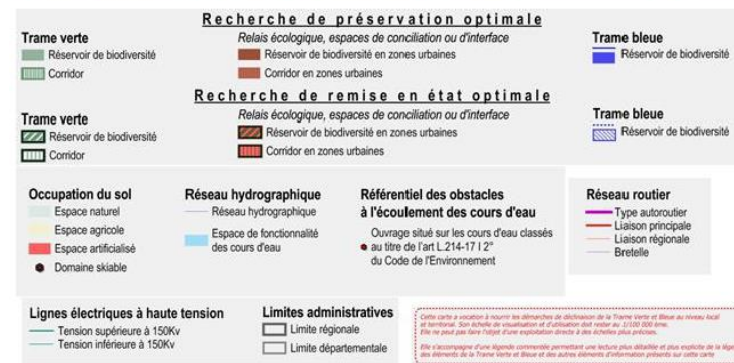 Recherche de préservation optimale
Trame verte
Réservoir de biodiversité
Corridor
Relais écologique, espaces de conciliation ou d'interface
Réservoir de biodiversité en zones urbaines
Corridor en zones urbaines
Trame bleue
Réservoir de biodiversité
Recherche de remise en état optimale
Trame verte
Réservoir de biodiversité
Corridor
Relais écologique, espaces de conciliation ou d'interface
Réservoir de biodiversité en zones urbaines
Corridor en zones urbaines
Trame bleue
Réservoir de biodiversité
Occupation du sol
Espace naturel
Espace agricole
Espace artificialisé
Domaine skiable
Réseau hydrographique
Réseau hydrographique
Espace de fonctionnalité
des cours d'eau
Référentiel des obstacles
à l'écoulement des cours d'eau
Ouvrage situé sur les cours d'eau classés
au titre de l'art L.214-17 I 2°
du Code de l'Environnement
Réseau routier
Type autoroutier
Liaison principale
Liaison régionale
Bretelle
Lignes électriques à haute tension
Tension supérieure à 150Kv
Tension inférieure à 150Kv
Limites administratives
Limite régionale
Limite départementale
Cette carte a vocation à nourrir les démarches de déclinaison de la Trame Verte et Bleue au niveau local
et territorial. Son échelle de visualisation et d'utilisation doit rester au 1/100 000 ème.
Elle ne peut pas faire l'objet d'une exploitation directe à des échelles plus précises.
Elle s'accompagne d'une légende commentée permettant une lecture plus détaillée et plus explicite de la
des éléments de la Trame Verte et Bleue et des autres éléments d'information présents sur cette carte